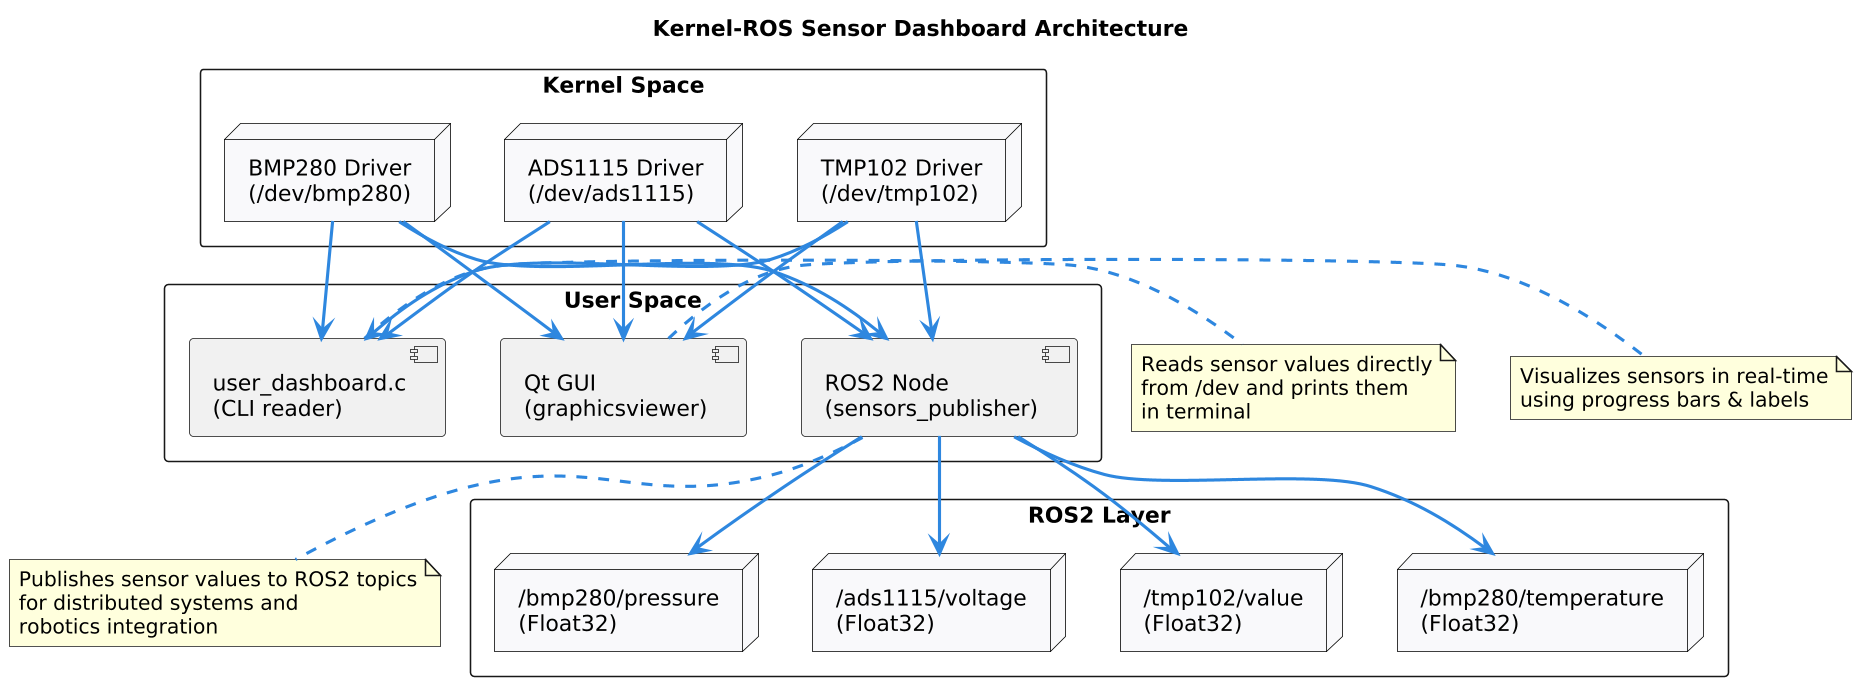 Kernel-ROS Sensor Dashboard Architecture
Kernel Space
BMP280 Driver
(/dev/bmp280)
ADS1115 Driver
(/dev/ads1115)
TMP102 Driver
(/dev/tmp102)
User Space
user_dashboard.c
(CLI reader)
Qt GUI
(graphicsviewer)
ROS2 Node
(sensors_publisher)
Reads sensor values directly
from /dev and prints them
in terminal
Visualizes sensors in real-time
using progress bars & labels
ROS2 Layer
Publishes sensor values to ROS2 topics
for distributed systems and
robotics integration
/bmp280/pressure
(Float32)
/ads1115/voltage
(Float32)
/tmp102/value
(Float32)
/bmp280/temperature
(Float32)